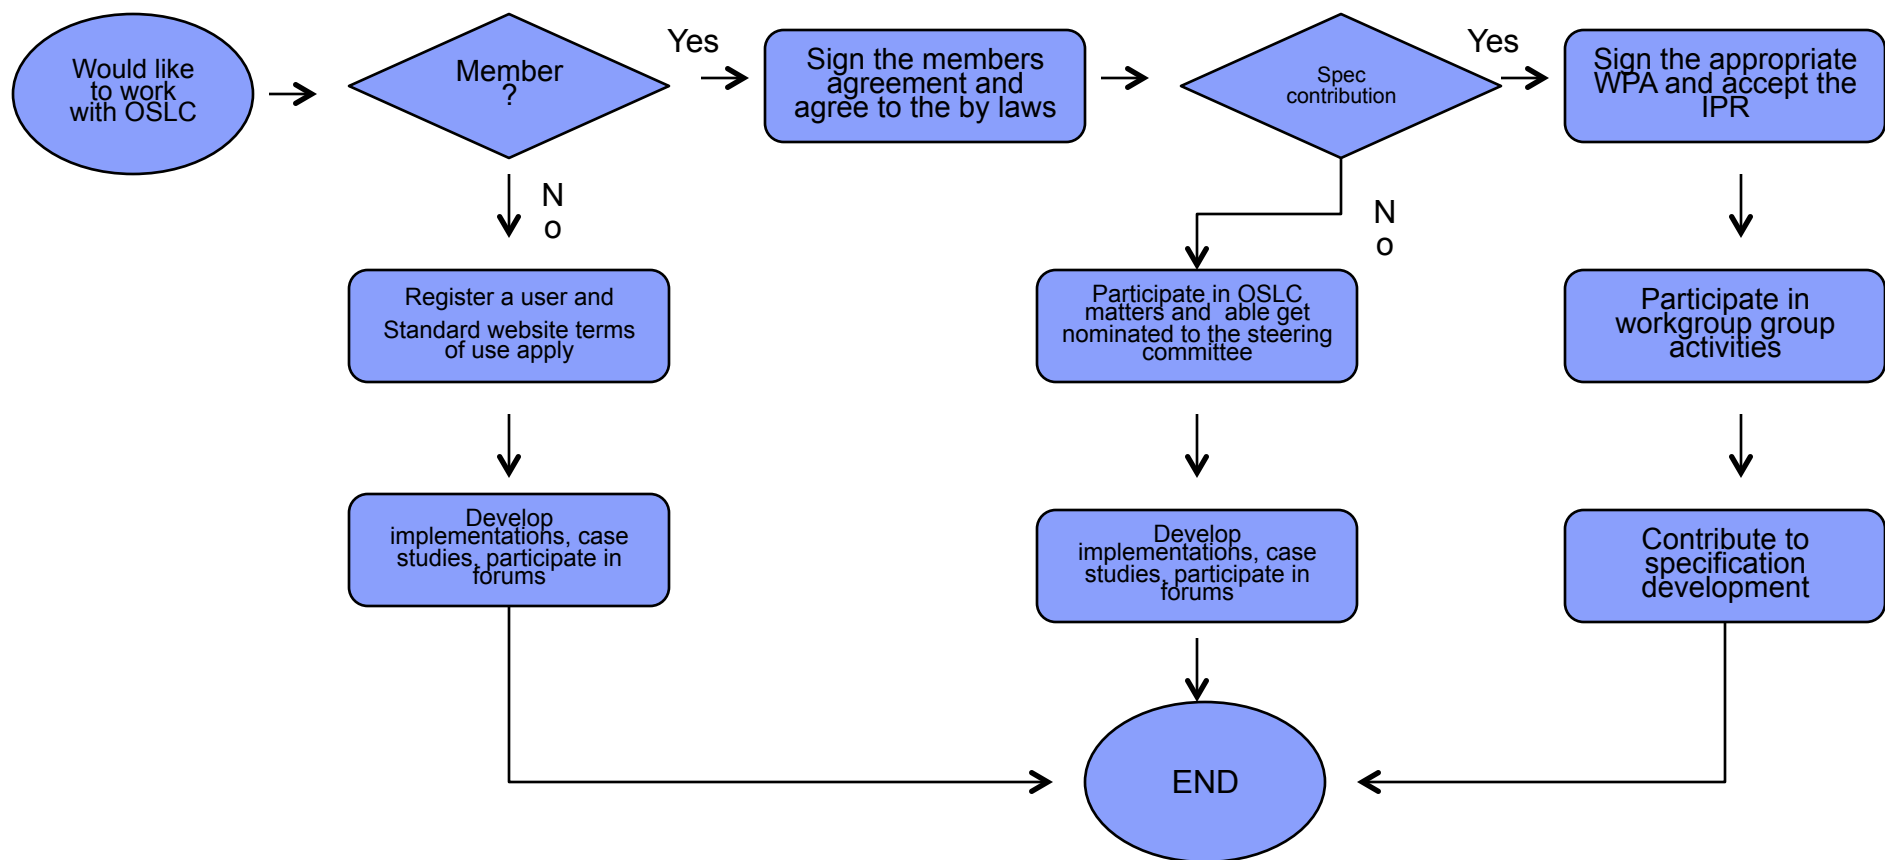 Would like
to work
with OSLC
Member
?
Yes
Sign the members
agreement and
agree to the by laws
Spec
contribution
Yes
Sign the appropriate
WPA and accept the
IPR
N
o
N
o
Register a user and
Standard website terms
of use apply
Participate in OSLC
matters and  able get
nominated to the steering
committee
Participate in
workgroup group
activities
Develop
implementations, case
studies, participate in
forums
Develop
implementations, case
studies, participate in
forums
Contribute to
specification
development
END